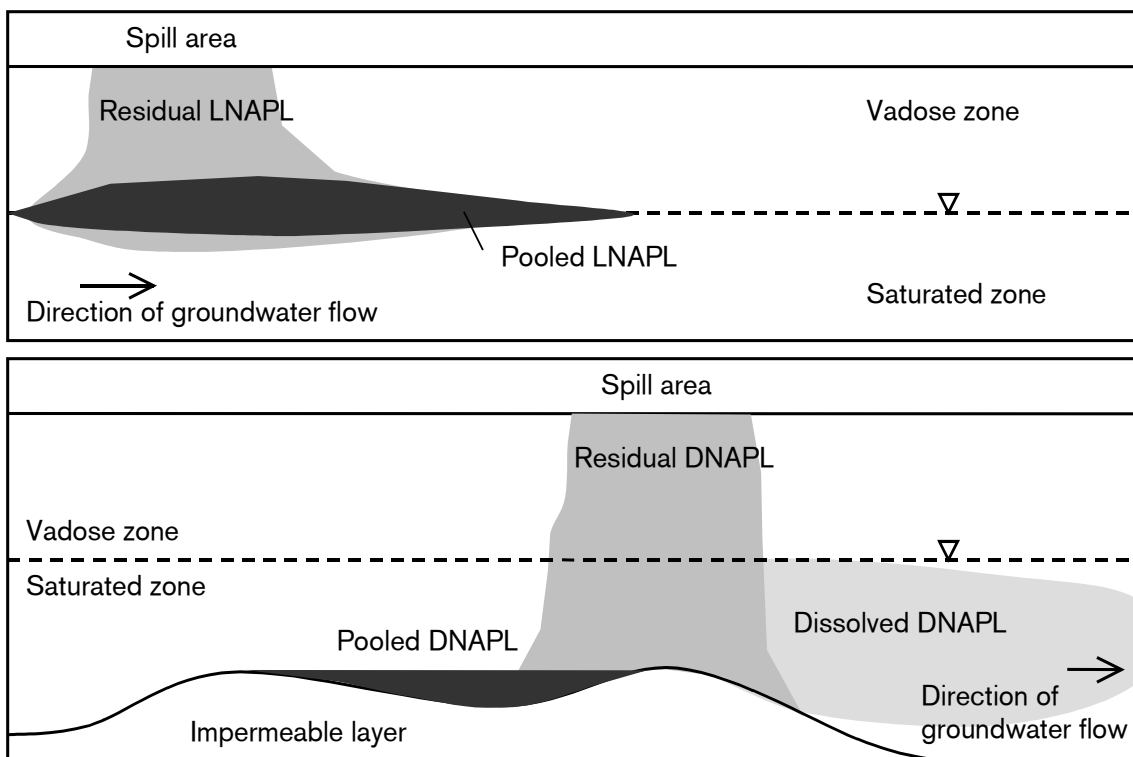 Spill area
Residual LNAPL
Vadose zone
Pooled LNAPL
Saturated zone
Direction of groundwater flow
Spill area
Residual DNAPL
Vadose zone
Saturated zone
Dissolved DNAPL
Pooled DNAPL
Direction of
groundwater flow
Impermeable layer